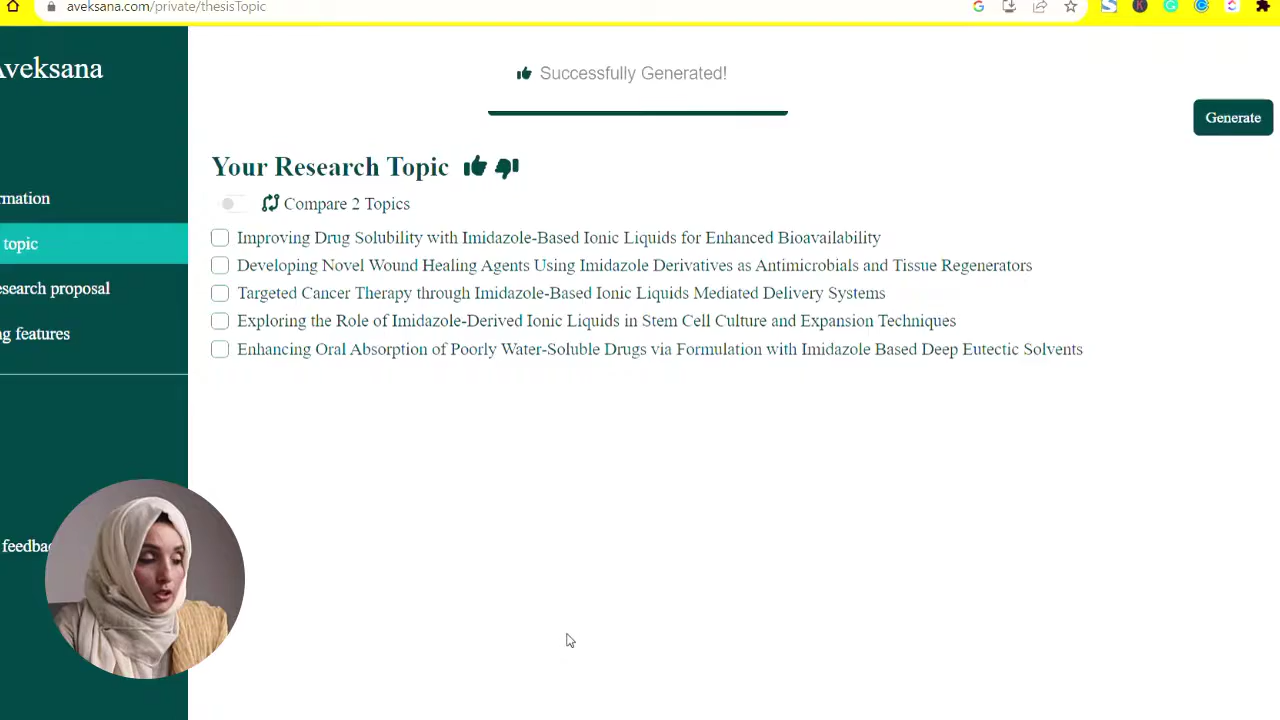 aveksana.com/private/thesisTopic
Aveksana
Successfully Generated!
Generate
Your Research Topic
Compare 2 Topics
Improving Drug Solubility with Imidazole-Based Ionic Liquids for Enhanced Bioavailability
Developing Novel Wound Healing Agents Using Imidazole Derivatives as Antimicrobials and Tissue Regenerators
Targeted Cancer Therapy through Imidazole-Based Ionic Liquids Mediated Delivery Systems
Exploring the Role of Imidazole-Derived Ionic Liquids in Stem Cell Culture and Expansion Techniques
Enhancing Oral Absorption of Poorly Water-Soluble Drugs via Formulation with Imidazole Based Deep Eutectic Solvents
rmation
topic
esearch proposal
g features
feedba